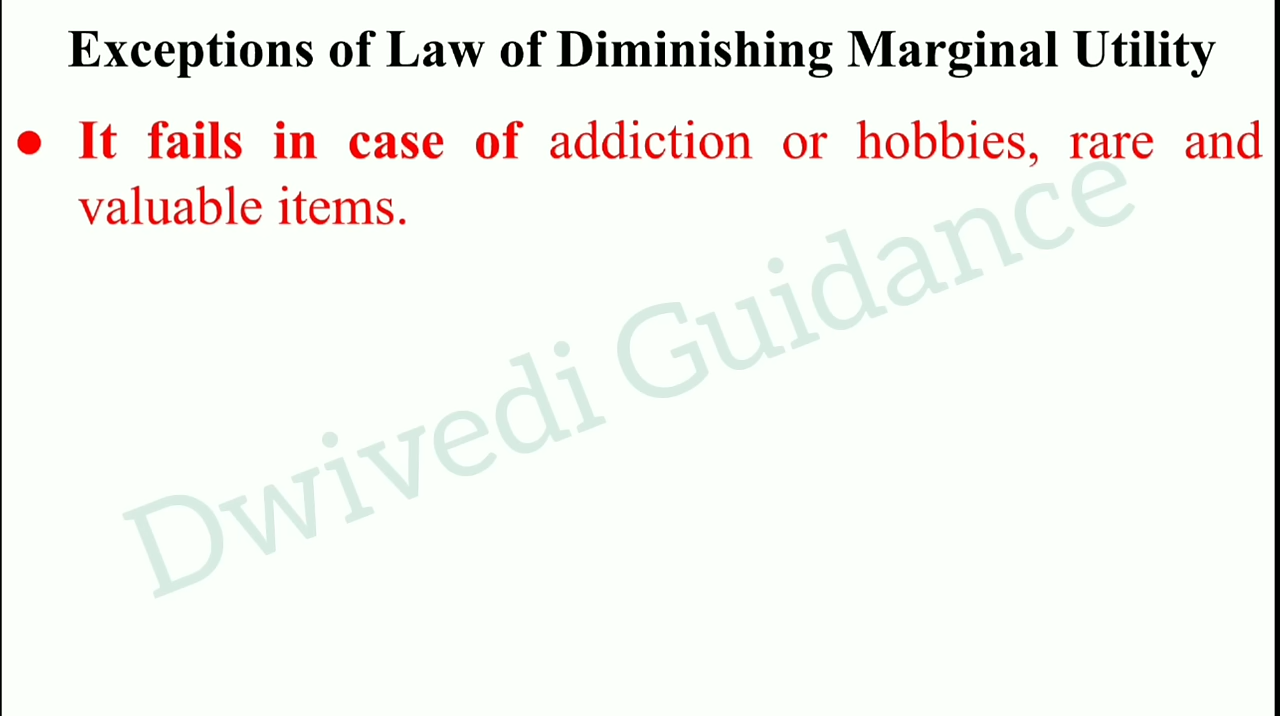 Exceptions of Law of Diminishing Marginal Utility
● It fails in case of addiction or hobbies, rare and
valuable items.
Dwivedi Guidance